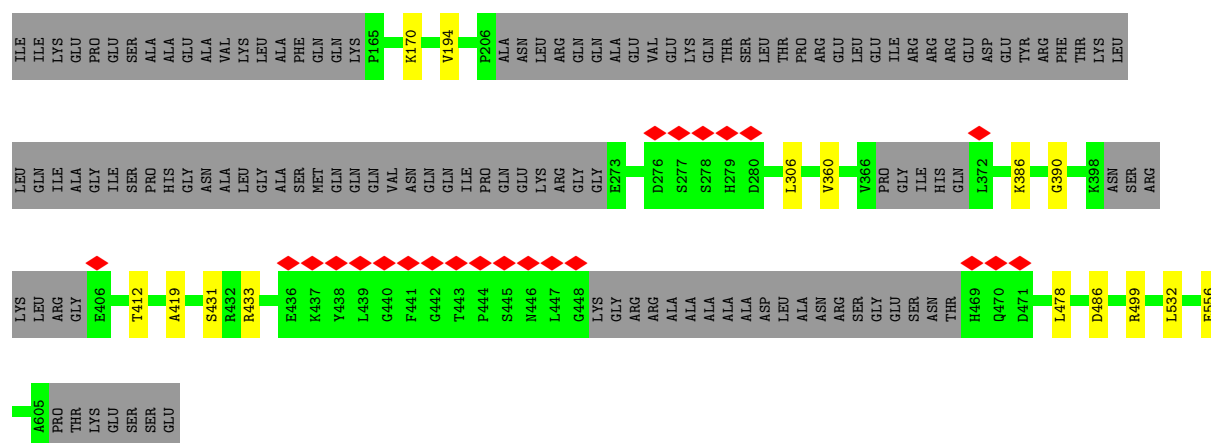 ILE ILE LYS GLU PRO GLU SER ALA ALA GLU ALA VAL LYS LEU ALA PHE GLN GLN LYS P165 K170 V194 P206 ALA ASN LEU ARG GLN GLN ALA GLU VAL GLU LYS GLN THR SER LEU THR PRO ARG GLU LEU GLU ILE ARG ARG ARG GLU ASP GLU TYR ARG PHE THR LYS LEU
LEU GLN ILE ALA GLY ILE SER PRO HIS GLY ASN ALA LEU GLY ALA SER MET GLN GLN GLN VAL ASN GLN GLN ILE PRO GLN GLU LYS ARG GLY GLY E273 D276 S277 S278 H279 D280 L306 V360 V366 PRO GLY ILE HIS GLN L372 K386 G390 K398 ASN SER ARG
LYS LEU ARG GLY E406 T412 A419 S431 R432 R433 E436 K437 Y438 L439 G440 F441 G442 T443 P444 S445 N446 L447 G448 LYS GLY ARG ARG ALA ALA ALA ALA ALA ASP LEU ALA ASN ARG SER GLY GLU SER ASN THR H469 Q470 D471 L478 D486 R499 L532
A605 PRO THR LYS GLU SER SER GLU